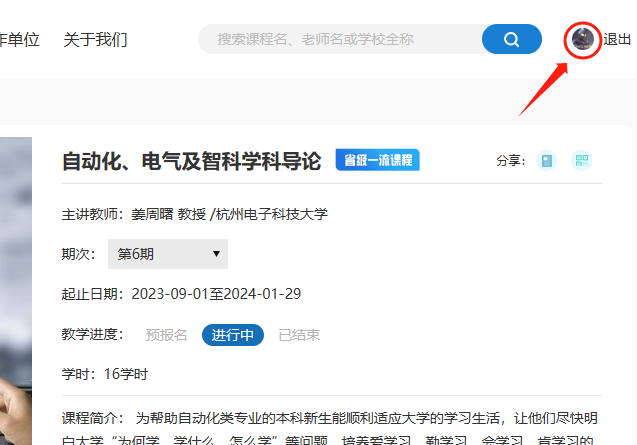 作单位 关于我们 搜索课程名、老师名或学校全称 退出
自动化、电气及智科学科导论 省级一流课程 分享：
主讲教师：姜周曙 教授 /杭州电子科技大学
期次： 第6期
起止日期：2023-09-01至2024-01-29
教学进度： 预报名 进行中 已结束
学时：16学时
课程简介： 为帮助自动化类专业的本科新生能顺利适应大学的学习生活，让他们尽快明
白大学“为何学、学什么、怎么学”等问题，培养爱学习、勤学习、会学习、肯学习的